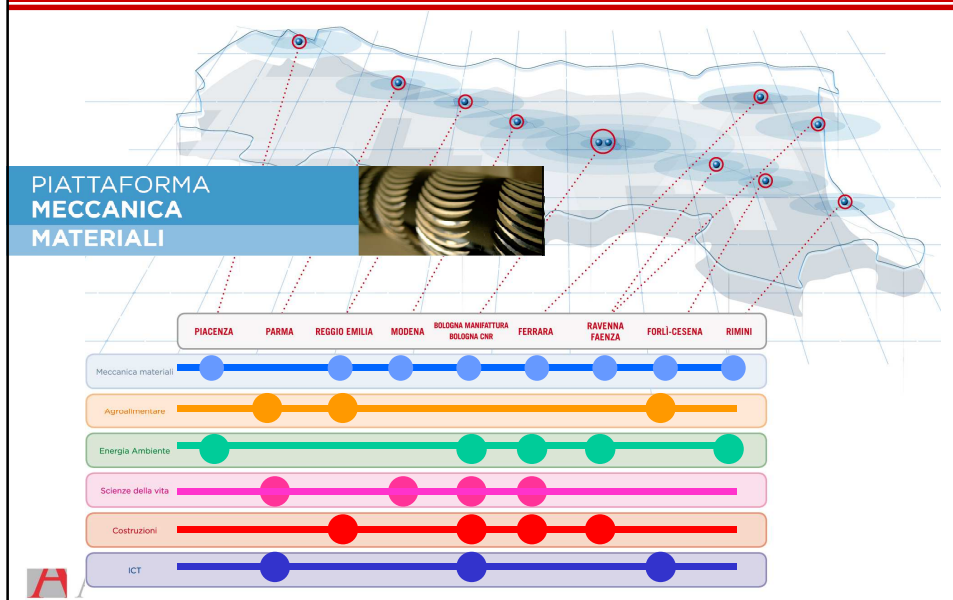 PIATTAFORMA
MECCANICA
MATERIALI
PIACENZA
PARMA
REGGIO EMILIA
MODENA
BOLOGNA MANIFATTURA
BOLOGNA CNR
FERRARA
RAVENNA
FAENZA
FORLÌ-CESENA
RIMINI
Meccanica materiali
Agroalimentare
Energia Ambiente
Scienze della vita
Costruzioni
ICT